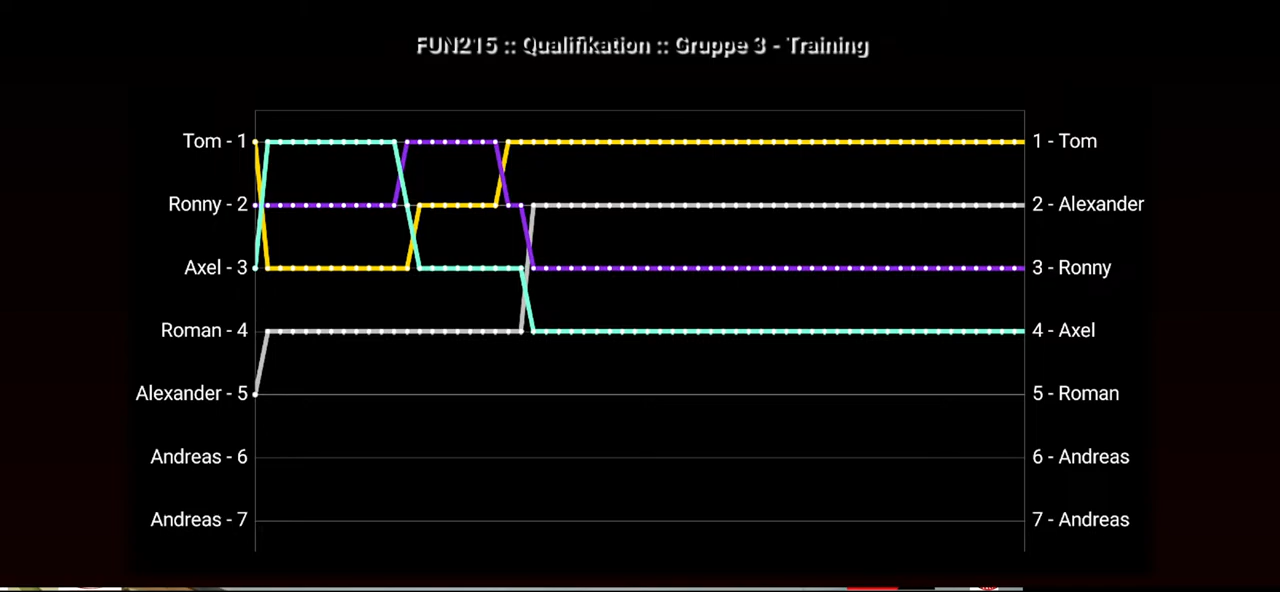 FUN215 :: Qualifikation :: Gruppe 3 - Training
Tom - 1
1 - Tom
Ronny - 2
2 - Alexander
Axel - 3
3 - Ronny
Roman - 4
4 - Axel
Alexander - 5
5 - Roman
Andreas - 6
6 - Andreas
Andreas - 7
7 - Andreas